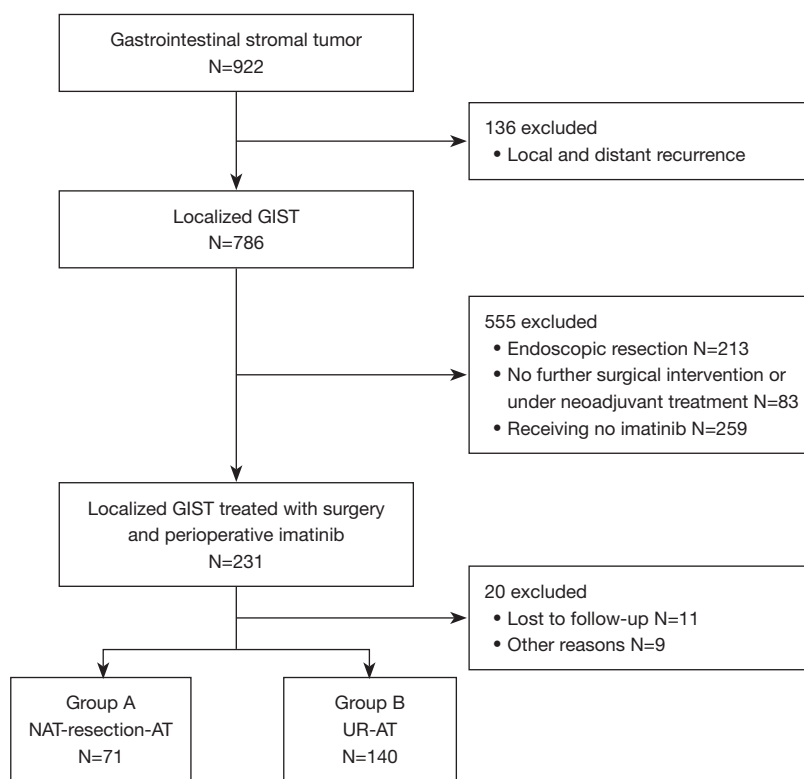 Gastrointestinal stromal tumor
N=922
136 excluded
• Local and distant recurrence
Localized GIST
N=786
555 excluded
• Endoscopic resection N=213
• No further surgical intervention or
under neoadjuvant treatment N=83
• Receiving no imatinib N=259
Localized GIST treated with surgery
and perioperative imatinib
N=231
20 excluded
• Lost to follow-up N=11
• Other reasons N=9
Group A
NAT-resection-AT
N=71
Group B
UR-AT
N=140